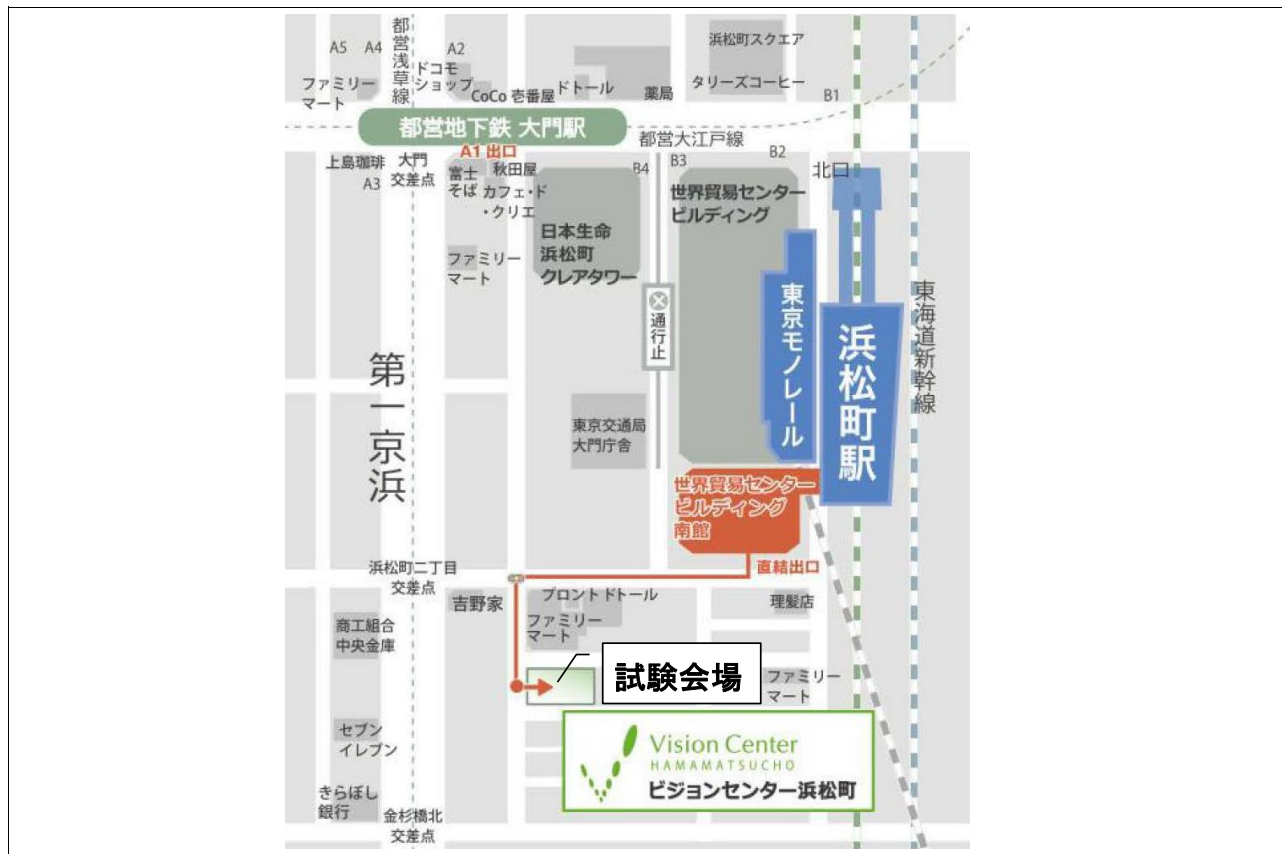 浜松町スクエア
都営浅草線
A5
A4
A2
ドコモ
ショップ
ファミリー
マート
CoCo 壱番屋
ドトール
薬局
タリーズコーヒー
B1
都営地下鉄 大門駅
都営大江戸線
A1 出口
上島珈琲
大門
交差点
A3
富士
そば
秋田屋
カフェ・ド
・クリエ
B4
B3
B2
北口
世界貿易センター
ビルディング
日本生命
浜松町
クレアタワー
ファミリー
マート
通行止
東京モノレール
浜松町駅
東海道新幹線
第一京浜
東京交通局
大門庁舎
世界貿易センター
ビルディング
南館
直結出口
浜松町二丁目
交差点
吉野家
プロント
ドトール
理髪店
ファミリー
マート
商工組合
中央金庫
試験会場
ファミリー
マート
セブン
イレブン
Vision Center
HAMAMATSUCHO
ビジョンセンター浜松町
きらぼし
銀行
金杉橋北
交差点